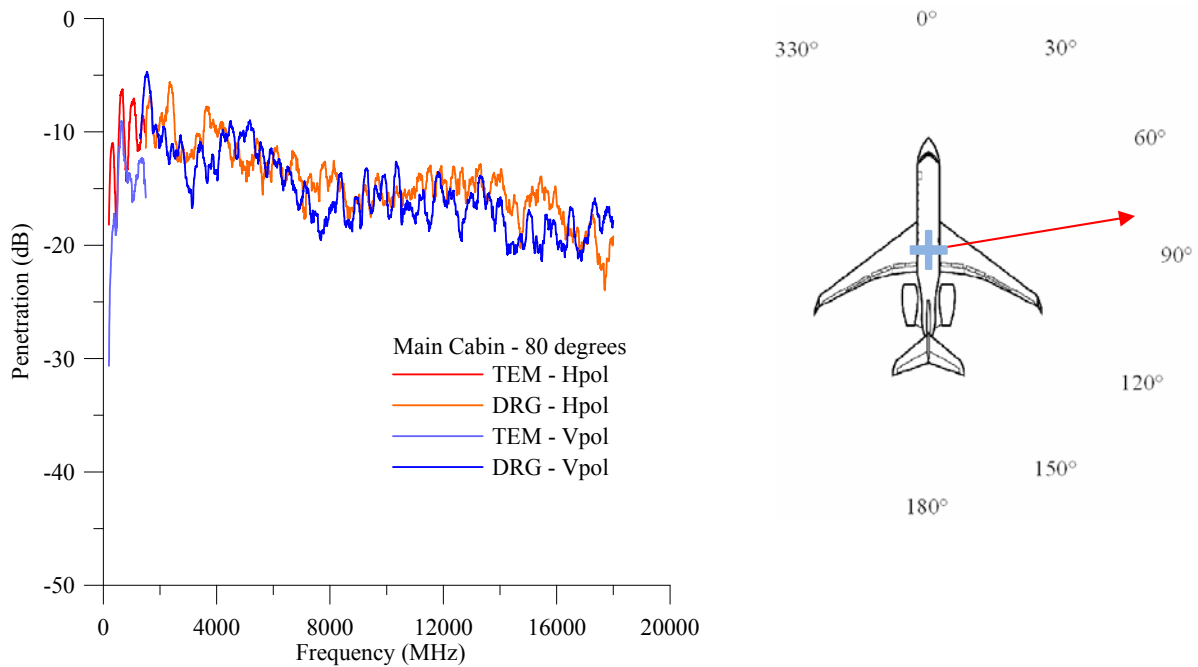 0
-10
-20
-30
-40
-50
Penetration (dB)
0
4000
8000
12000
16000
20000
Frequency (MHz)
Main Cabin - 80 degrees
TEM - Hpol
DRG - Hpol
TEM - Vpol
DRG - Vpol
0°
330°
30°
60°
90°
120°
150°
180°